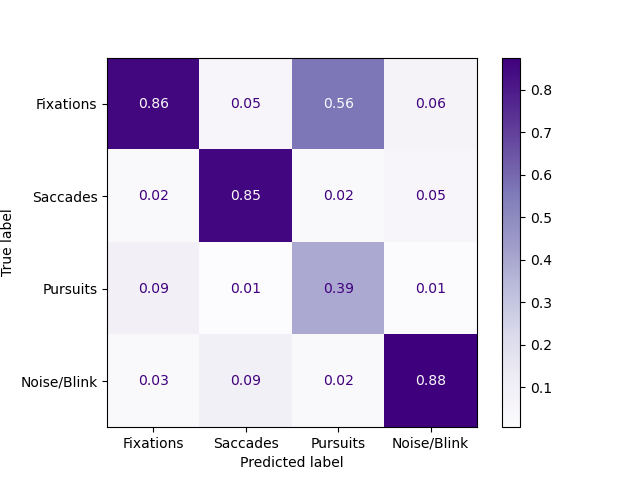 Fixations 0.86 0.05 0.56 0.06
Saccades 0.02 0.85 0.02 0.05
Pursuits 0.09 0.01 0.39 0.01
Noise/Blink 0.03 0.09 0.02 0.88
Fixations Saccades Pursuits Noise/Blink
Predicted label
True label
0.8
0.7
0.6
0.5
0.4
0.3
0.2
0.1